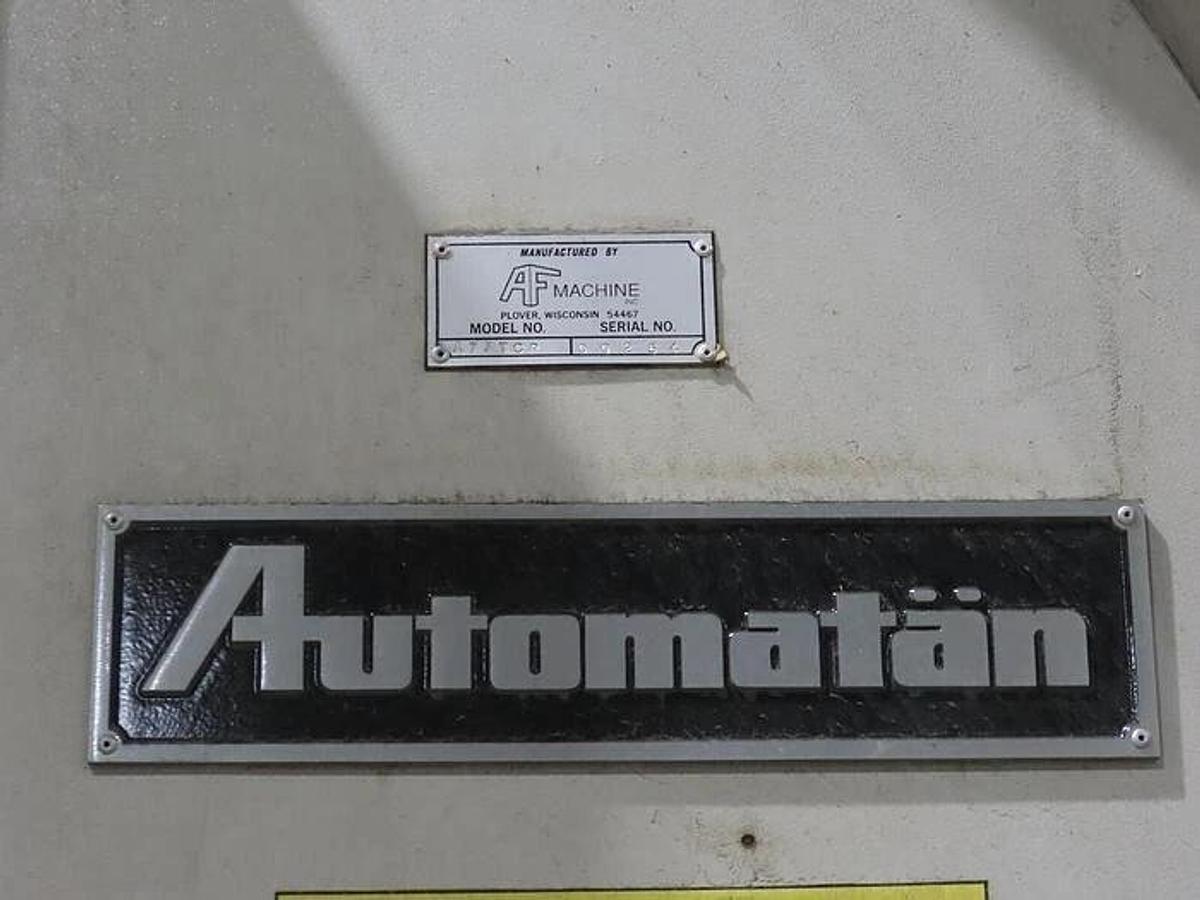 MANUFACTURED BY
AF MACHINE INC
PLOVER, WISCONSIN 54467
MODEL NO. SERIAL NO.
Automatän